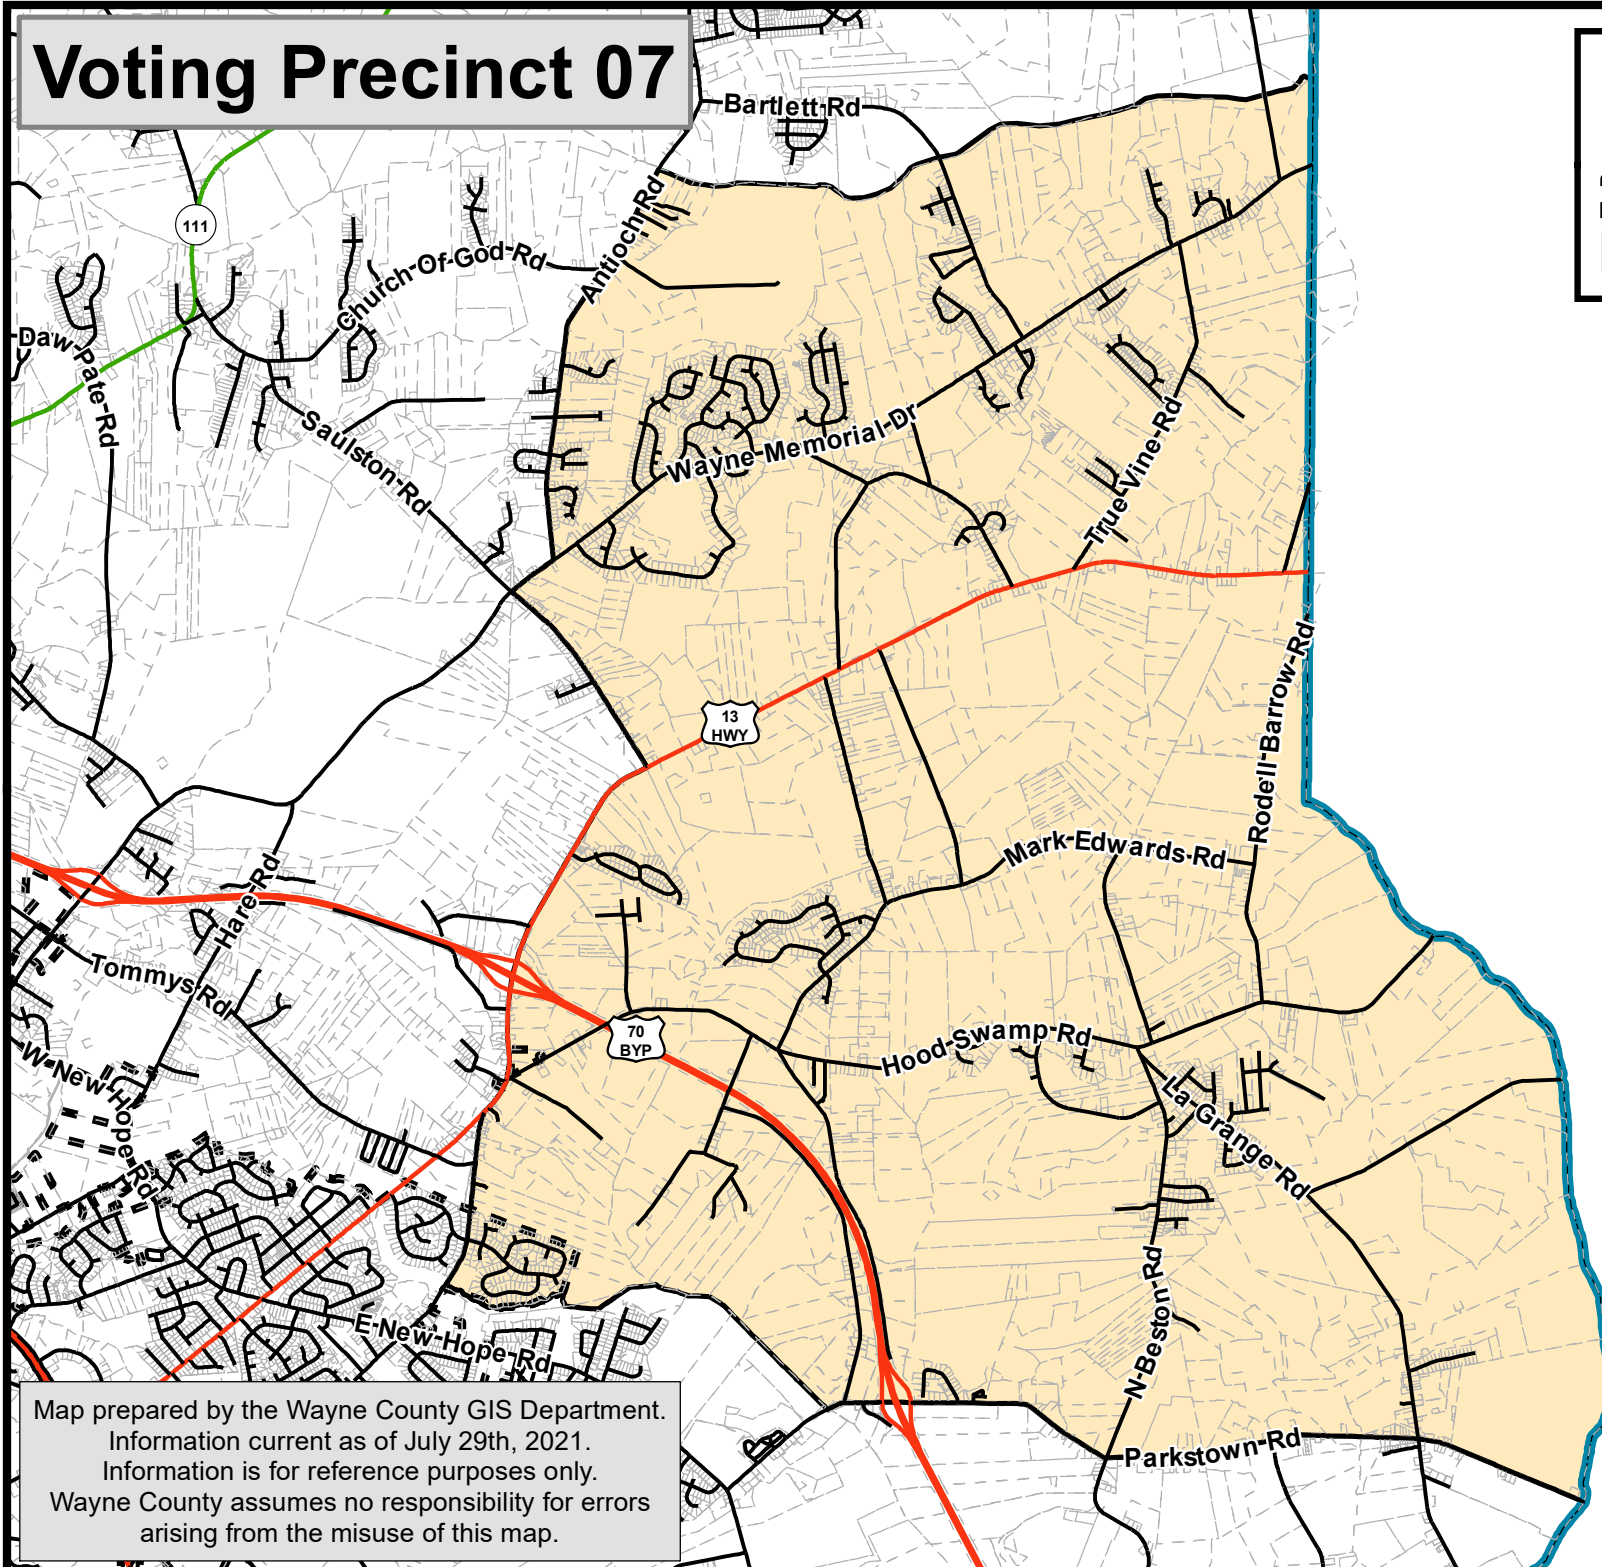 Voting Precinct 07
Bartlett Rd
111
Church Of God Rd
Antioch Rd
Daw Pate Rd
Saulston Rd
Wayne Memorial Dr
True Vine Rd
13
HWY
Rodell Barrow Rd
Mark Edwards Rd
Hare Rd
Tommys Rd
70
BYP
Hood Swamp Rd
W New Hope Rd
La Grange Rd
N Beston Rd
E New Hope Rd
Parkstown Rd
Map prepared by the Wayne County GIS Department.
Information current as of July 29th, 2021.
Information is for reference purposes only.
Wayne County assumes no responsibility for errors
arising from the misuse of this map.